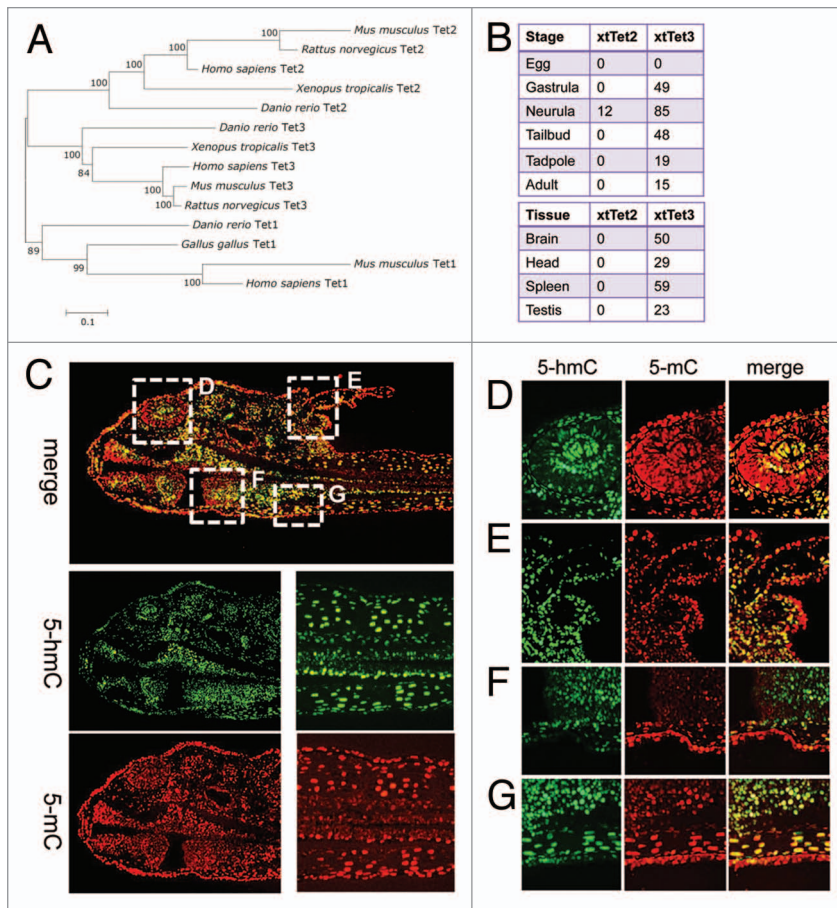 A
Mus musculus Tet2
100
Rattus norvegicus Tet2
100
Homo sapiens Tet2
100
Xenopus tropicalis Tet2
100
Danio rerio Tet2
Danio rerio Tet3
100
Xenopus tropicalis Tet3
84
Homo sapiens Tet3
100
Mus musculus Tet3
100
Rattus norvegicus Tet3
Danio rerio Tet1
89
Gallus gallus Tet1
99
Mus musculus Tet1
100
Homo sapiens Tet1
0.1
B
Stage xtTet2 xtTet3
Egg 0 0
Gastrula 0 49
Neurula 12 85
Tailbud 0 48
Tadpole 0 19
Adult 0 15
Tissue xtTet2 xtTet3
Brain 0 50
Head 0 29
Spleen 0 59
Testis 0 23
C
merge
D
E
F
G
5-hmC
5-mC
5-hmC 5-mC merge
D
E
F
G